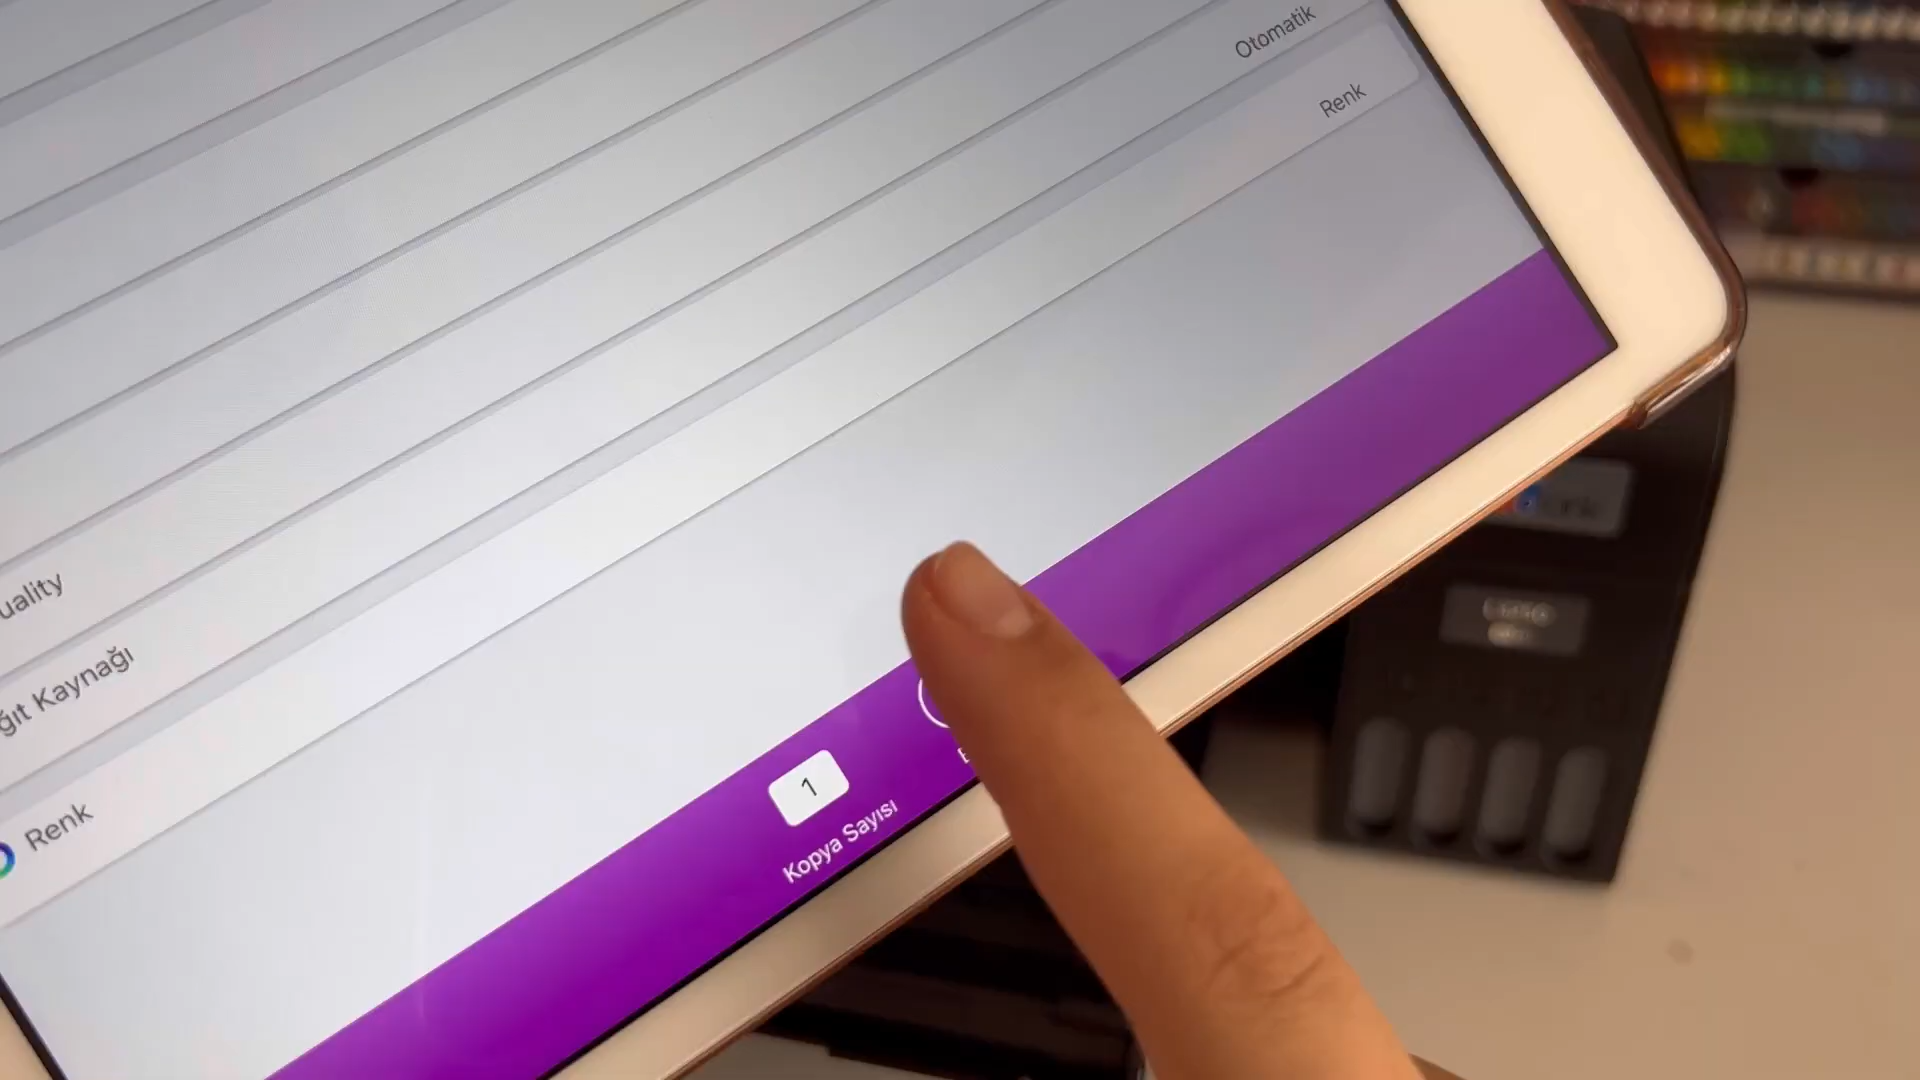 Otomatik
Renk
uality
ğıt Kaynağı
Renk
1
Kopya Sayısı